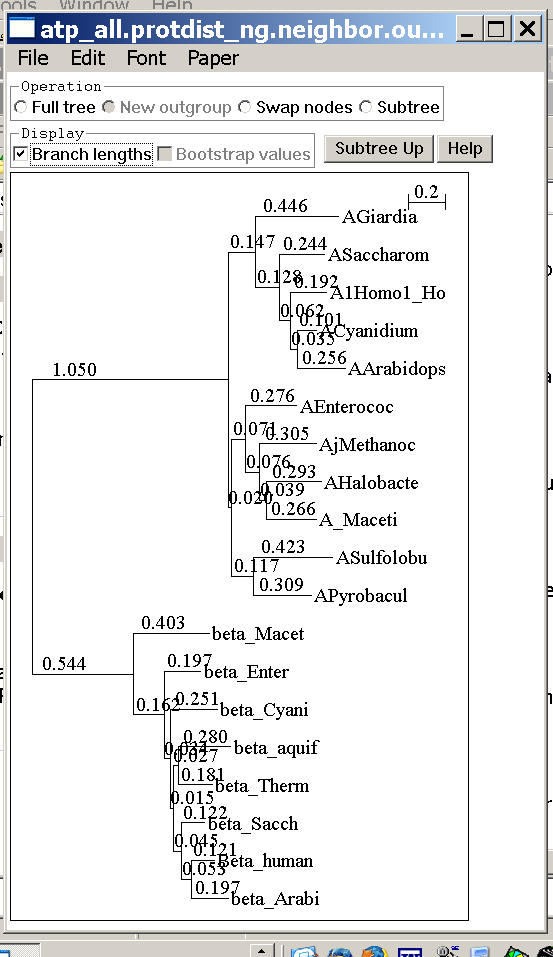 ools Window Help
atp_all.protdist_ng.neighbor.ou...
File Edit Font Paper
Operation
Full tree New outgroup Swap nodes Subtree
Display
Branch lengths Bootstrap values Subtree Up Help
0.2
0.446
AGiardia
0.147
0.244
ASaccharom
0.128
0.192
A1Homo1_Ho
0.062
0.101
ACyanidium
0.035
0.256
AArabidops
1.050
0.276
AEnterococ
0.071
0.305
AjMethanoc
0.076
0.293
AHalobacte
0.039
0.020
0.266
A_Maceti
0.423
ASulfolobu
0.117
0.309
APyrobacul
0.403
beta_Macet
0.544
0.197
beta_Enter
0.162
0.251
beta_Cyani
0.280
beta_aquif
0.027
0.181
beta_Therm
0.015
0.122
beta_Sacch
0.045
0.121
Beta_human
0.053
0.197
beta_Arabi